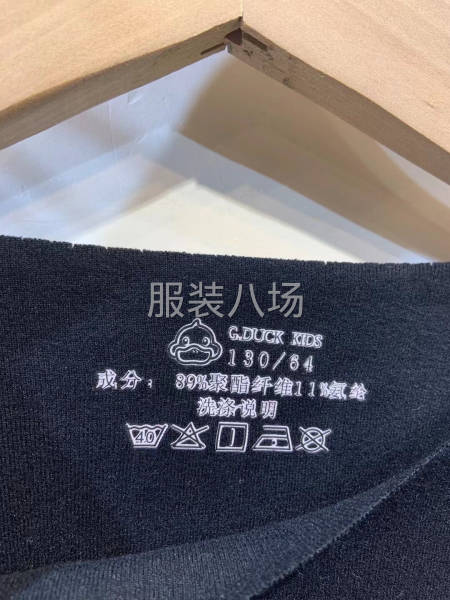 服装八场
G.DUCK KIDS
130/64
成分: 89%聚酯纤维11%氨纶
洗涤说明
40